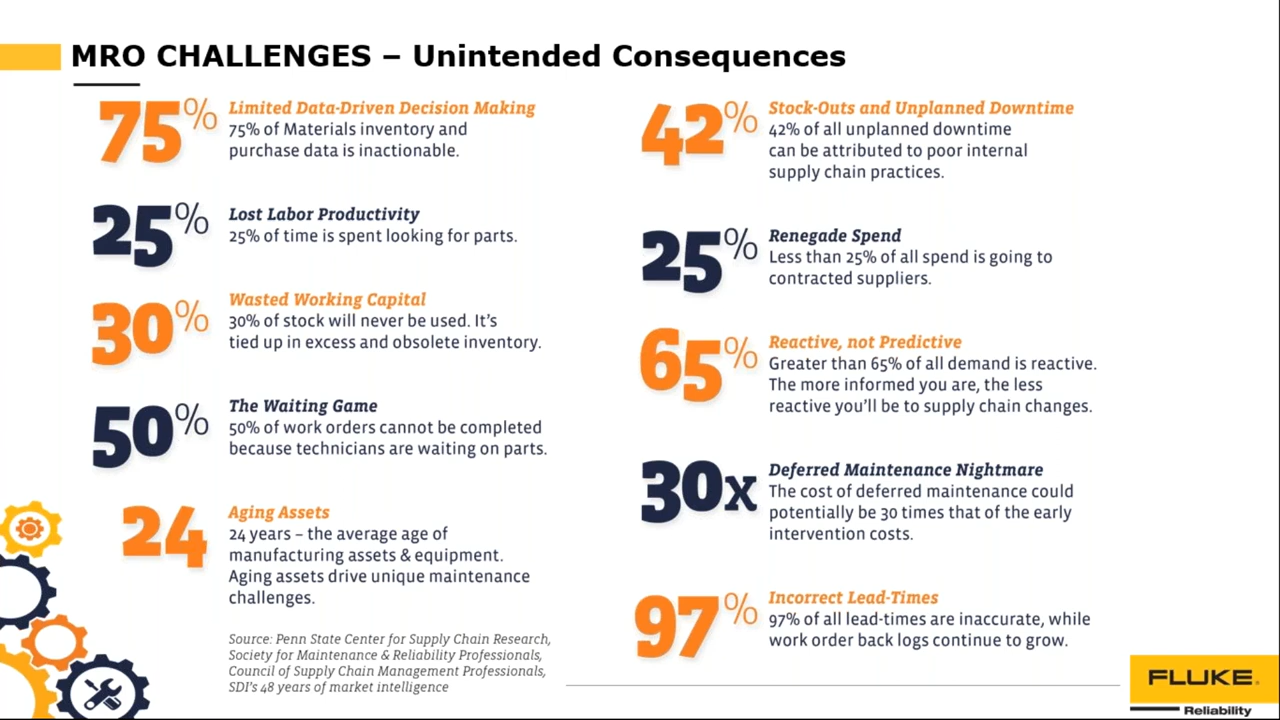 MRO CHALLENGES – Unintended Consequences
75%
Limited Data-Driven Decision Making
75% of Materials inventory and
purchase data is inactionable.
25%
Lost Labor Productivity
25% of time is spent looking for parts.
30%
Wasted Working Capital
30% of stock will never be used. It's
tied up in excess and obsolete inventory.
50%
The Waiting Game
50% of work orders cannot be completed
because technicians are waiting on parts.
24
Aging Assets
24 years – the average age of
manufacturing assets & equipment.
Aging assets drive unique maintenance
challenges.
Source: Penn State Center for Supply Chain Research,
Society for Maintenance & Reliability Professionals,
Council of Supply Chain Management Professionals,
SDI's 48 years of market intelligence
42%
Stock-Outs and Unplanned Downtime
42% of all unplanned downtime
can be attributed to poor internal
supply chain practices.
25%
Renegade Spend
Less than 25% of all spend is going to
contracted suppliers.
65%
Reactive, not Predictive
Greater than 65% of all demand is reactive.
The more informed you are, the less
reactive you'll be to supply chain changes.
30x
Deferred Maintenance Nightmare
The cost of deferred maintenance could
potentially be 30 times that of the early
intervention costs.
97%
Incorrect Lead-Times
97% of all lead-times are inaccurate, while
work order back logs continue to grow.
FLUKE®
Reliability